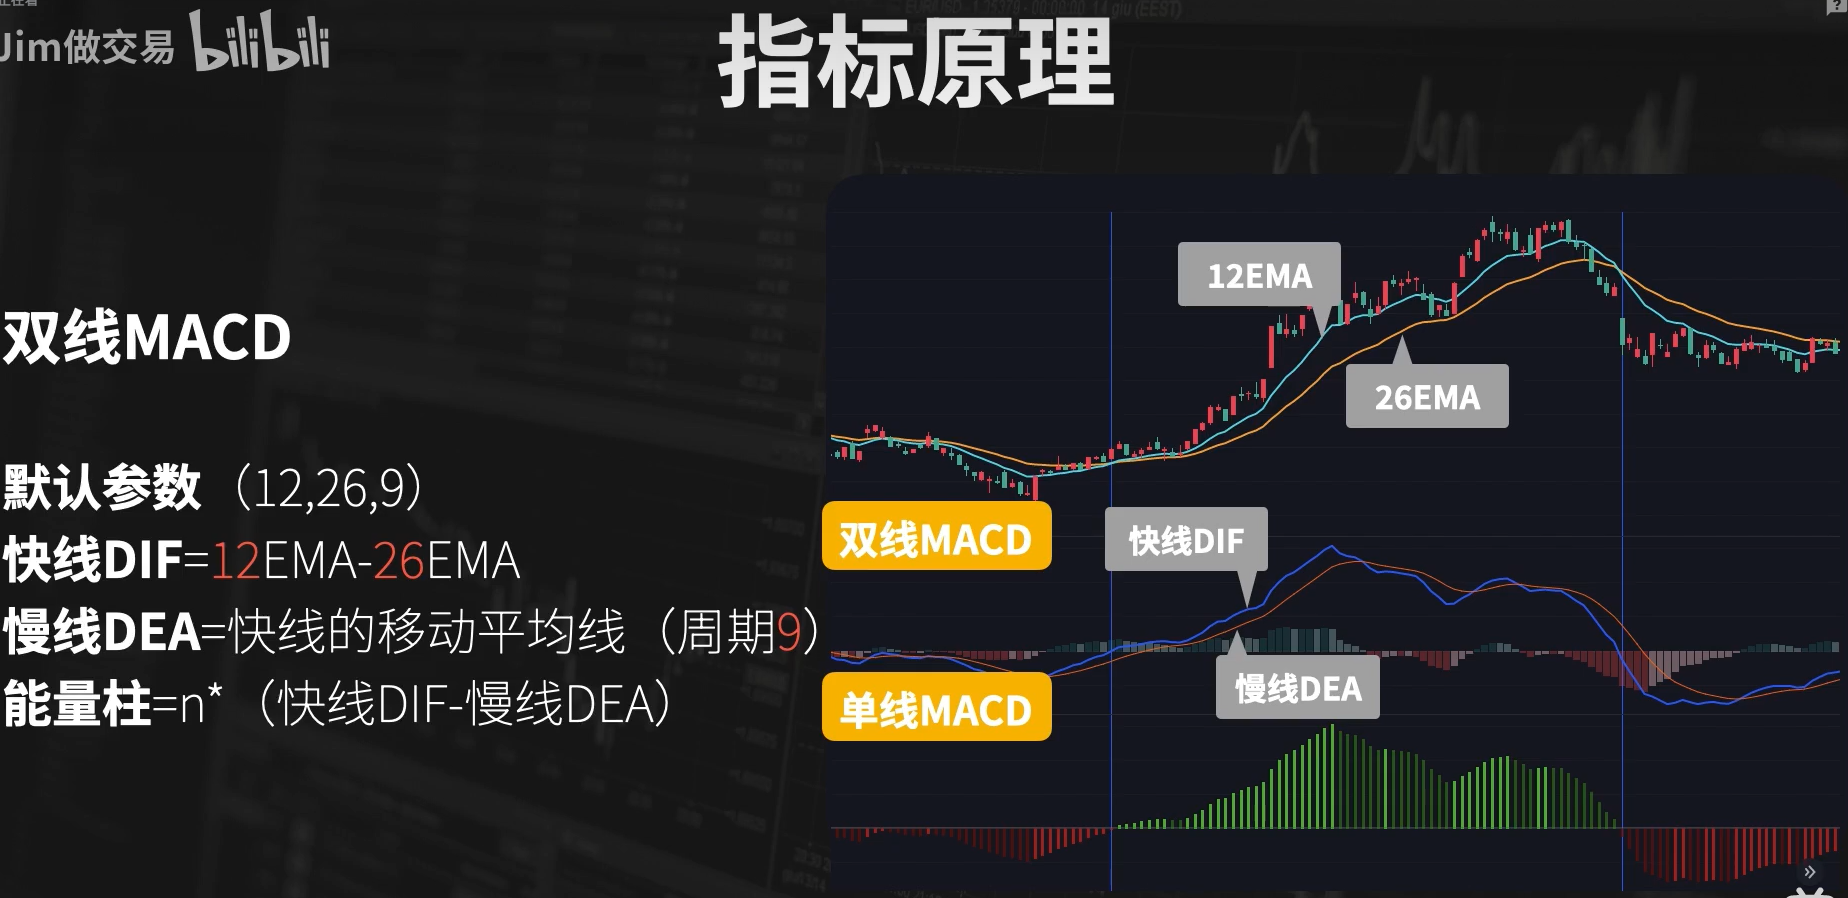 Jim做交易 bilibili
指标原理
双线MACD
默认参数（12,26,9）
快线DIF=12EMA-26EMA
慢线DEA=快线的移动平均线（周期9）
能量柱=n*（快线DIF-慢线DEA）
12EMA
26EMA
双线MACD
快线DIF
慢线DEA
单线MACD